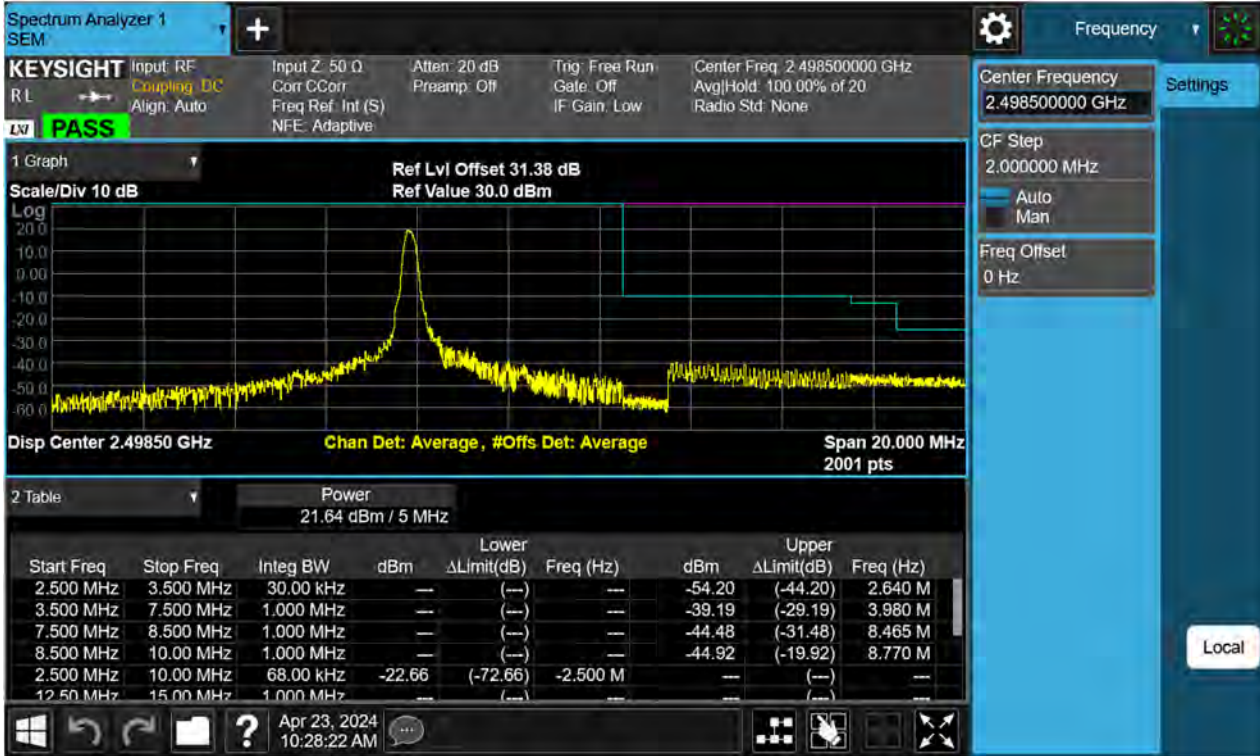 Spectrum Analyzer 1
SEM
+
Frequency
KEYSIGHT
R L
LXI
PASS
Input: RF
Coupling: DC
Align: Auto
Input Z: 50 Ω
Corr CCorr
Freq Ref: Int (S)
NFE: Adaptive
Atten: 20 dB
Preamp: Off
Trig: Free Run
Gate: Off
IF Gain: Low
Center Freq: 2.498500000 GHz
Avg|Hold: 100.00% of 20
Radio Std: None
Center Frequency
2.498500000 GHz
Settings
CF Step
2.000000 MHz
Auto
Man
Freq Offset
0 Hz
1 Graph
Scale/Div 10 dB
Ref Lvl Offset 31.38 dB
Ref Value 30.0 dBm
Log
20.0
10.0
0.00
-10.0
-20.0
-30.0
-40.0
-50.0
-60.0
Disp Center 2.49850 GHz
Chan Det: Average, #Offs Det: Average
Span 20.000 MHz
2001 pts
2 Table
Power
21.64 dBm / 5 MHz
Lower Upper
Start Freq Stop Freq Integ BW dBm ΔLimit(dB) Freq (Hz) dBm ΔLimit(dB) Freq (Hz)
2.500 MHz 3.500 MHz 30.00 kHz --- (---) --- -54.20 (-44.20) 2.640 M
3.500 MHz 7.500 MHz 1.000 MHz --- (---) --- -39.19 (-29.19) 3.980 M
7.500 MHz 8.500 MHz 1.000 MHz --- (---) --- -44.48 (-31.48) 8.465 M
8.500 MHz 10.00 MHz 1.000 MHz --- (---) --- -44.92 (-19.92) 8.770 M
2.500 MHz 10.00 MHz 68.00 kHz -22.66 (-72.66) -2.500 M --- (---) ---
12.50 MHz 15.00 MHz 1.000 MHz --- (---) --- --- (---) ---
Local
?
Apr 23, 2024
10:28:22 AM